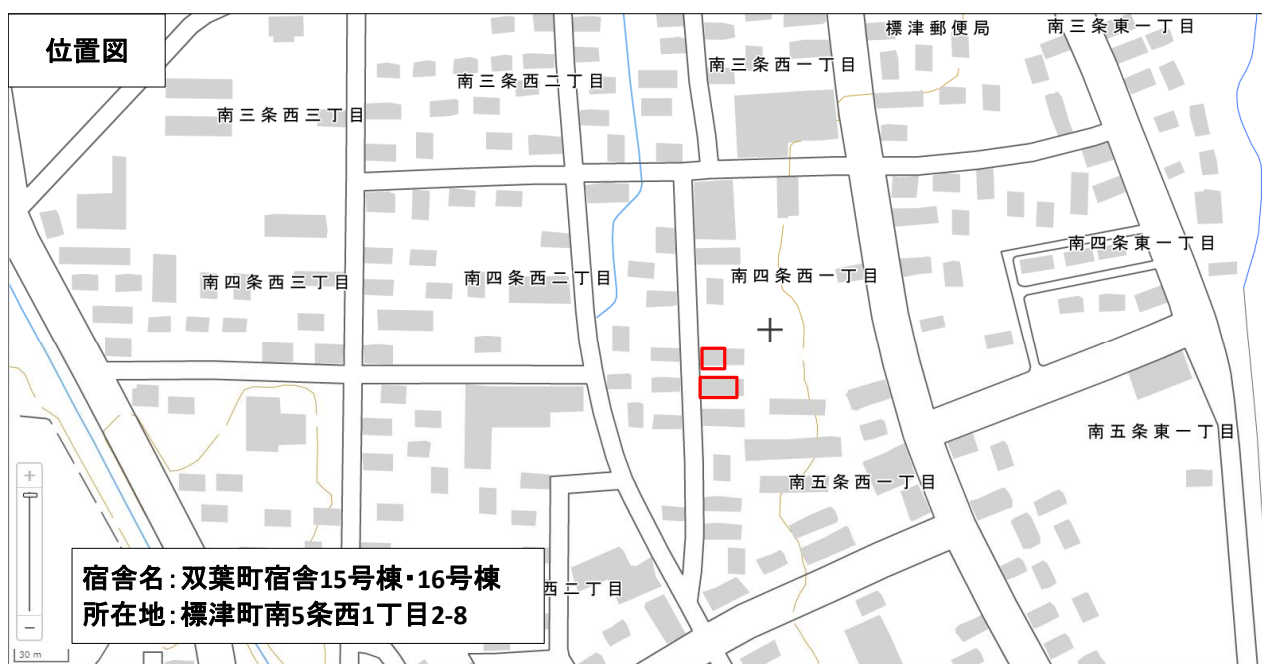 位置図
標津郵便局
南三条東一丁目
南三条西一丁目
南三条西二丁目
南三条西三丁目
南四条東一丁目
南四条西一丁目
南四条西二丁目
南四条西三丁目
南五条東一丁目
南五条西一丁目
西二丁目
宿舎名：双葉町宿舎15号棟・16号棟
所在地：標津町南5条西1丁目2-8
+
−
30 m